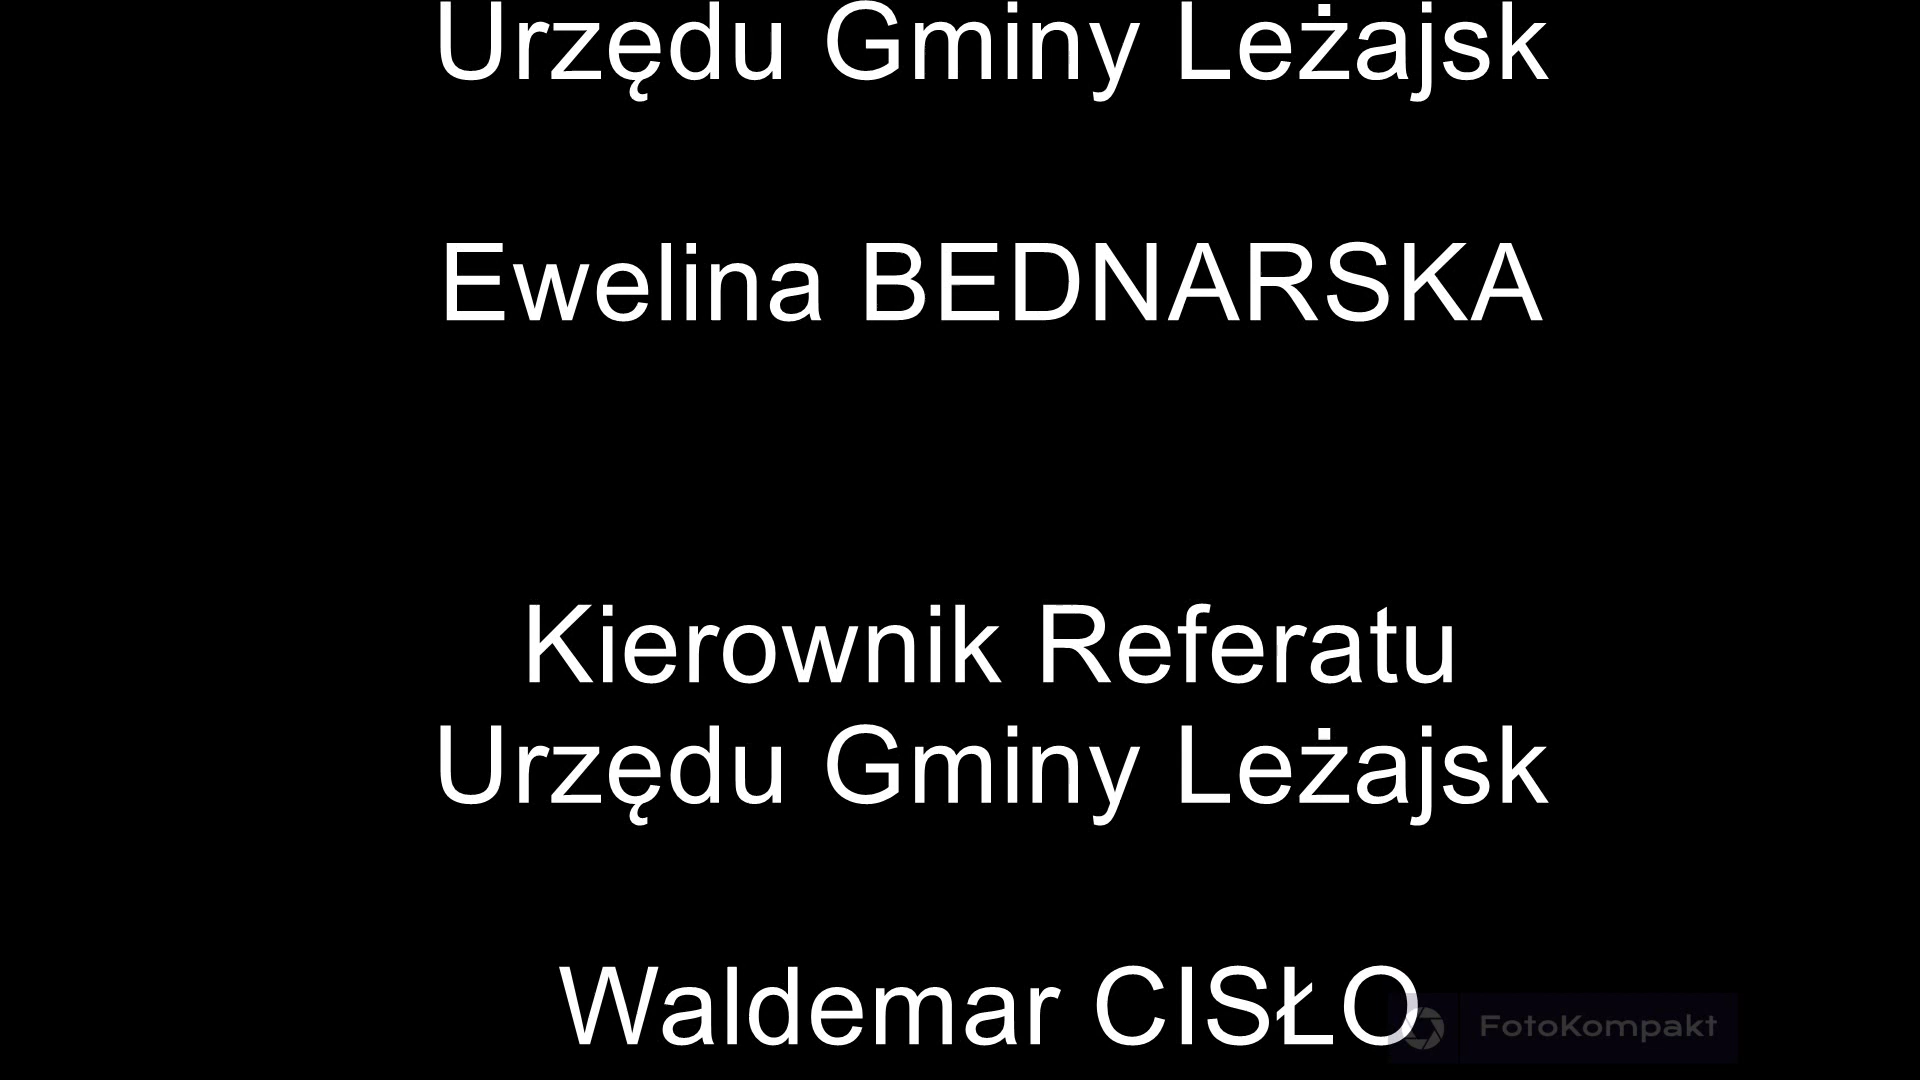 Urzędu Gminy Leżajsk
Ewelina BEDNARSKA
Kierownik Referatu
Urzędu Gminy Leżajsk
Waldemar CISŁO
FotoKompakt